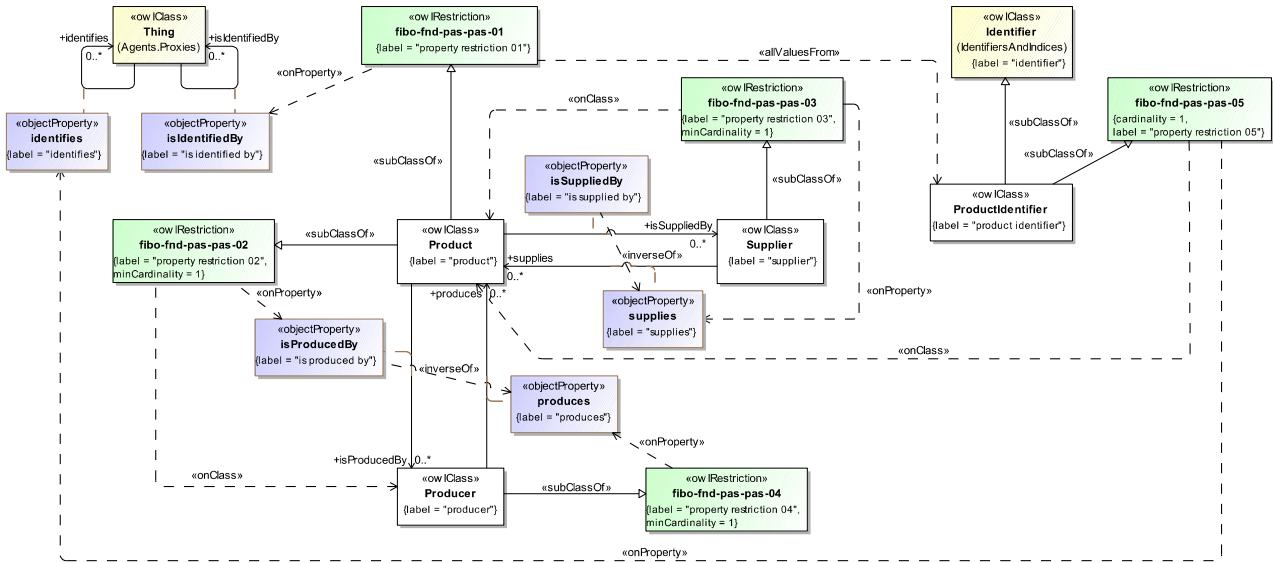 «owlClass»
Thing
(Agents.Proxies)
+identifies
0..*
+isIdentifiedBy
0..*
«owlRestriction»
fibo-fnd-pas-pas-01
{label = "property restriction 01"}
«owlClass»
Identifier
(IdentifiersAndIndices)
{label = "identifier"}
«allValuesFrom»
«onProperty»
«owlRestriction»
fibo-fnd-pas-pas-03
{label = "property restriction 03",
minCardinality = 1}
«owlRestriction»
fibo-fnd-pas-pas-05
{cardinality = 1,
label = "property restriction 05"}
«onClass»
«objectProperty»
identifies
{label = "identifies"}
«objectProperty»
isIdentifiedBy
{label = "is identified by"}
«subClassOf»
«subClassOf»
«subClassOf»
«subClassOf»
«objectProperty»
isSuppliedBy
{label = "is supplied by"}
«owlClass»
ProductIdentifier
{label = "product identifier"}
«owlRestriction»
fibo-fnd-pas-pas-02
{label = "property restriction 02",
minCardinality = 1}
«subClassOf»
«owlClass»
Product
{label = "product"}
+isSuppliedBy
0..*
«owlClass»
Supplier
{label = "supplier"}
+supplies
0..*
«inverseOf»
«onProperty»
+produces
0..*
«objectProperty»
supplies
{label = "supplies"}
«onProperty»
«objectProperty»
isProducedBy
{label = "is produced by"}
«onClass»
«inverseOf»
«objectProperty»
produces
{label = "produces"}
«onProperty»
+isProducedBy
0..*
«onClass»
«owlClass»
Producer
{label = "producer"}
«subClassOf»
«owlRestriction»
fibo-fnd-pas-pas-04
{label = "property restriction 04",
minCardinality = 1}
«onProperty»